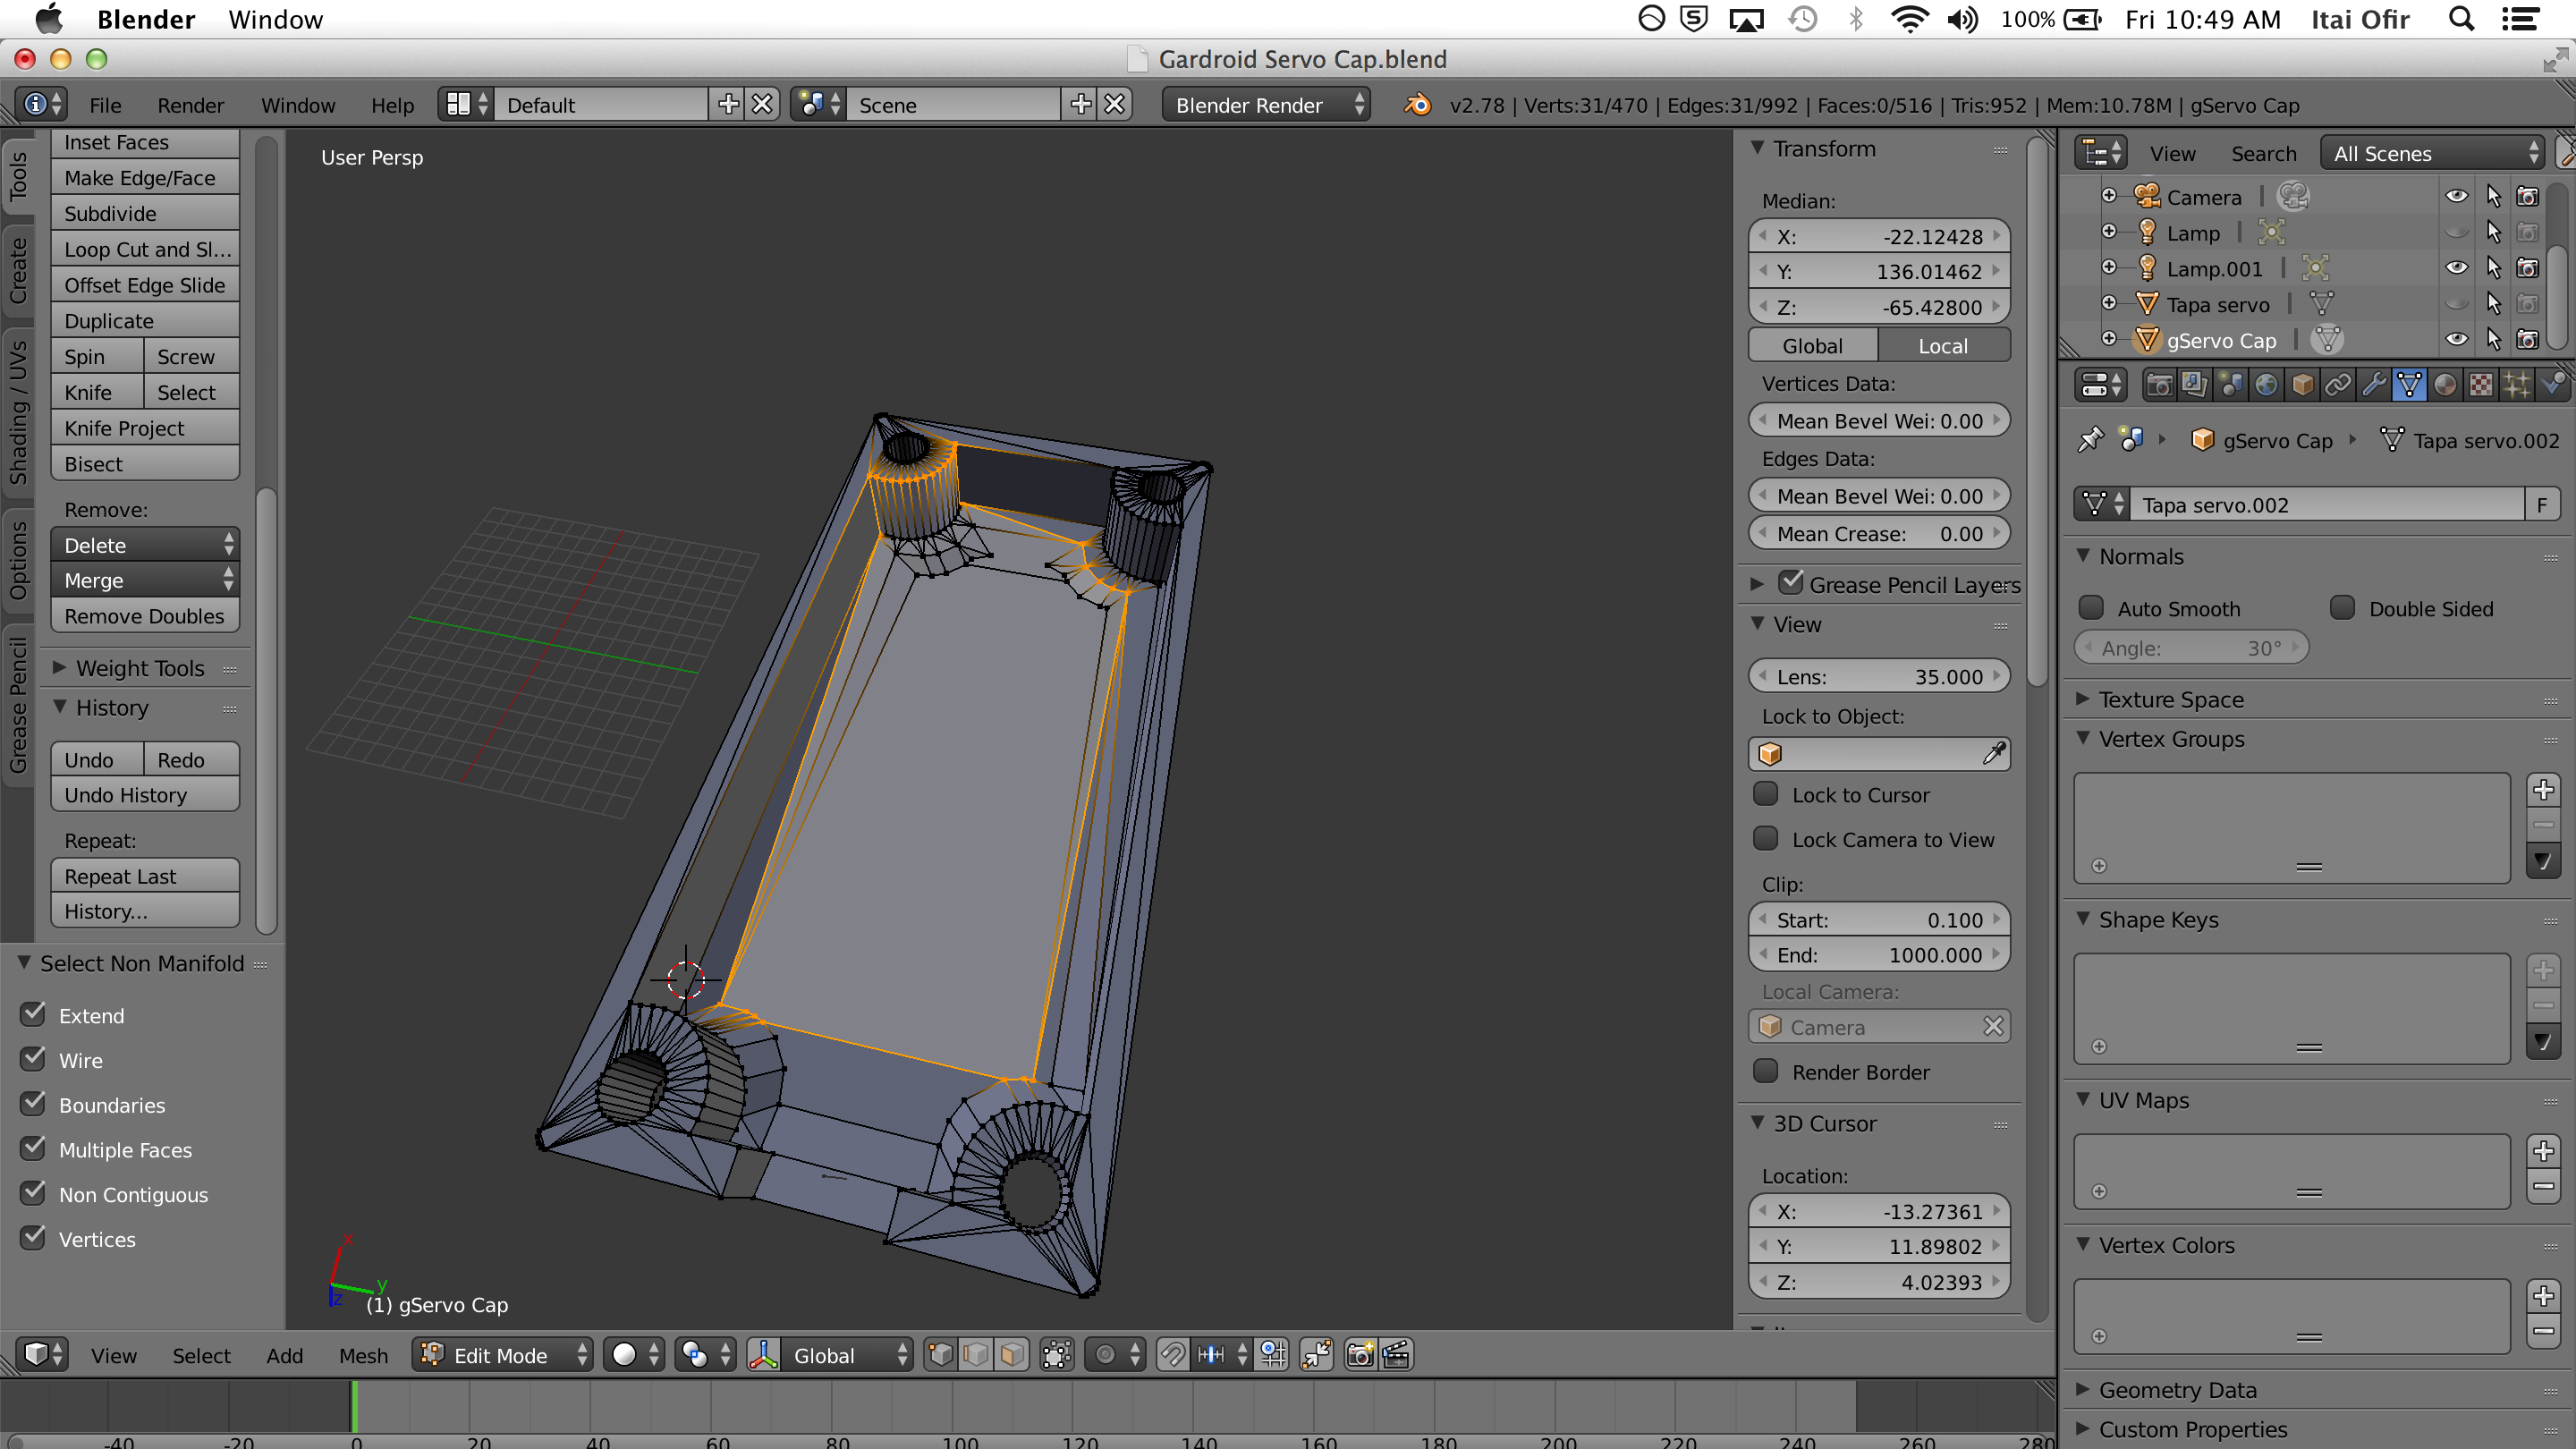 Blender Window 100% Fri 10:49 AM Itai Ofir
Gardroid Servo Cap.blend
File Render Window Help Default Scene Blender Render v2.78 | Verts:31/470 | Edges:31/992 | Faces:0/516 | Tris:952 | Mem:10.78M | gServo Cap
Tools
Create
Shading / UVs
Options
Grease Pencil
Inset Faces
Make Edge/Face
Subdivide
Loop Cut and Sl...
Offset Edge Slide
Duplicate
Spin Screw
Knife Select
Knife Project
Bisect
Remove:
Delete
Merge
Remove Doubles
Weight Tools
History
Undo Redo
Undo History
Repeat:
Repeat Last
History...
Select Non Manifold
Extend
Wire
Boundaries
Multiple Faces
Non Contiguous
Vertices
User Persp
x
y
z
(1) gServo Cap
Transform
Median:
X: -22.12428
Y: 136.01462
Z: -65.42800
Global Local
Vertices Data:
Mean Bevel Wei: 0.00
Edges Data:
Mean Bevel Wei: 0.00
Mean Crease: 0.00
Grease Pencil Layers
View
Lens: 35.000
Lock to Object:
Lock to Cursor
Lock Camera to View
Clip:
Start: 0.100
End: 1000.000
Local Camera:
Camera
Render Border
3D Cursor
Location:
X: -13.27361
Y: 11.89802
Z: 4.02393
View Search All Scenes
Camera
Lamp
Lamp.001
Tapa servo
gServo Cap
gServo Cap Tapa servo.002
Tapa servo.002 F
Normals
Auto Smooth Double Sided
Angle: 30°
Texture Space
Vertex Groups
Shape Keys
UV Maps
Vertex Colors
Geometry Data
Custom Properties
View Select Add Mesh Edit Mode Global
-40 -20 0 20 40 60 80 100 120 140 160 180 200 220 240 260 280